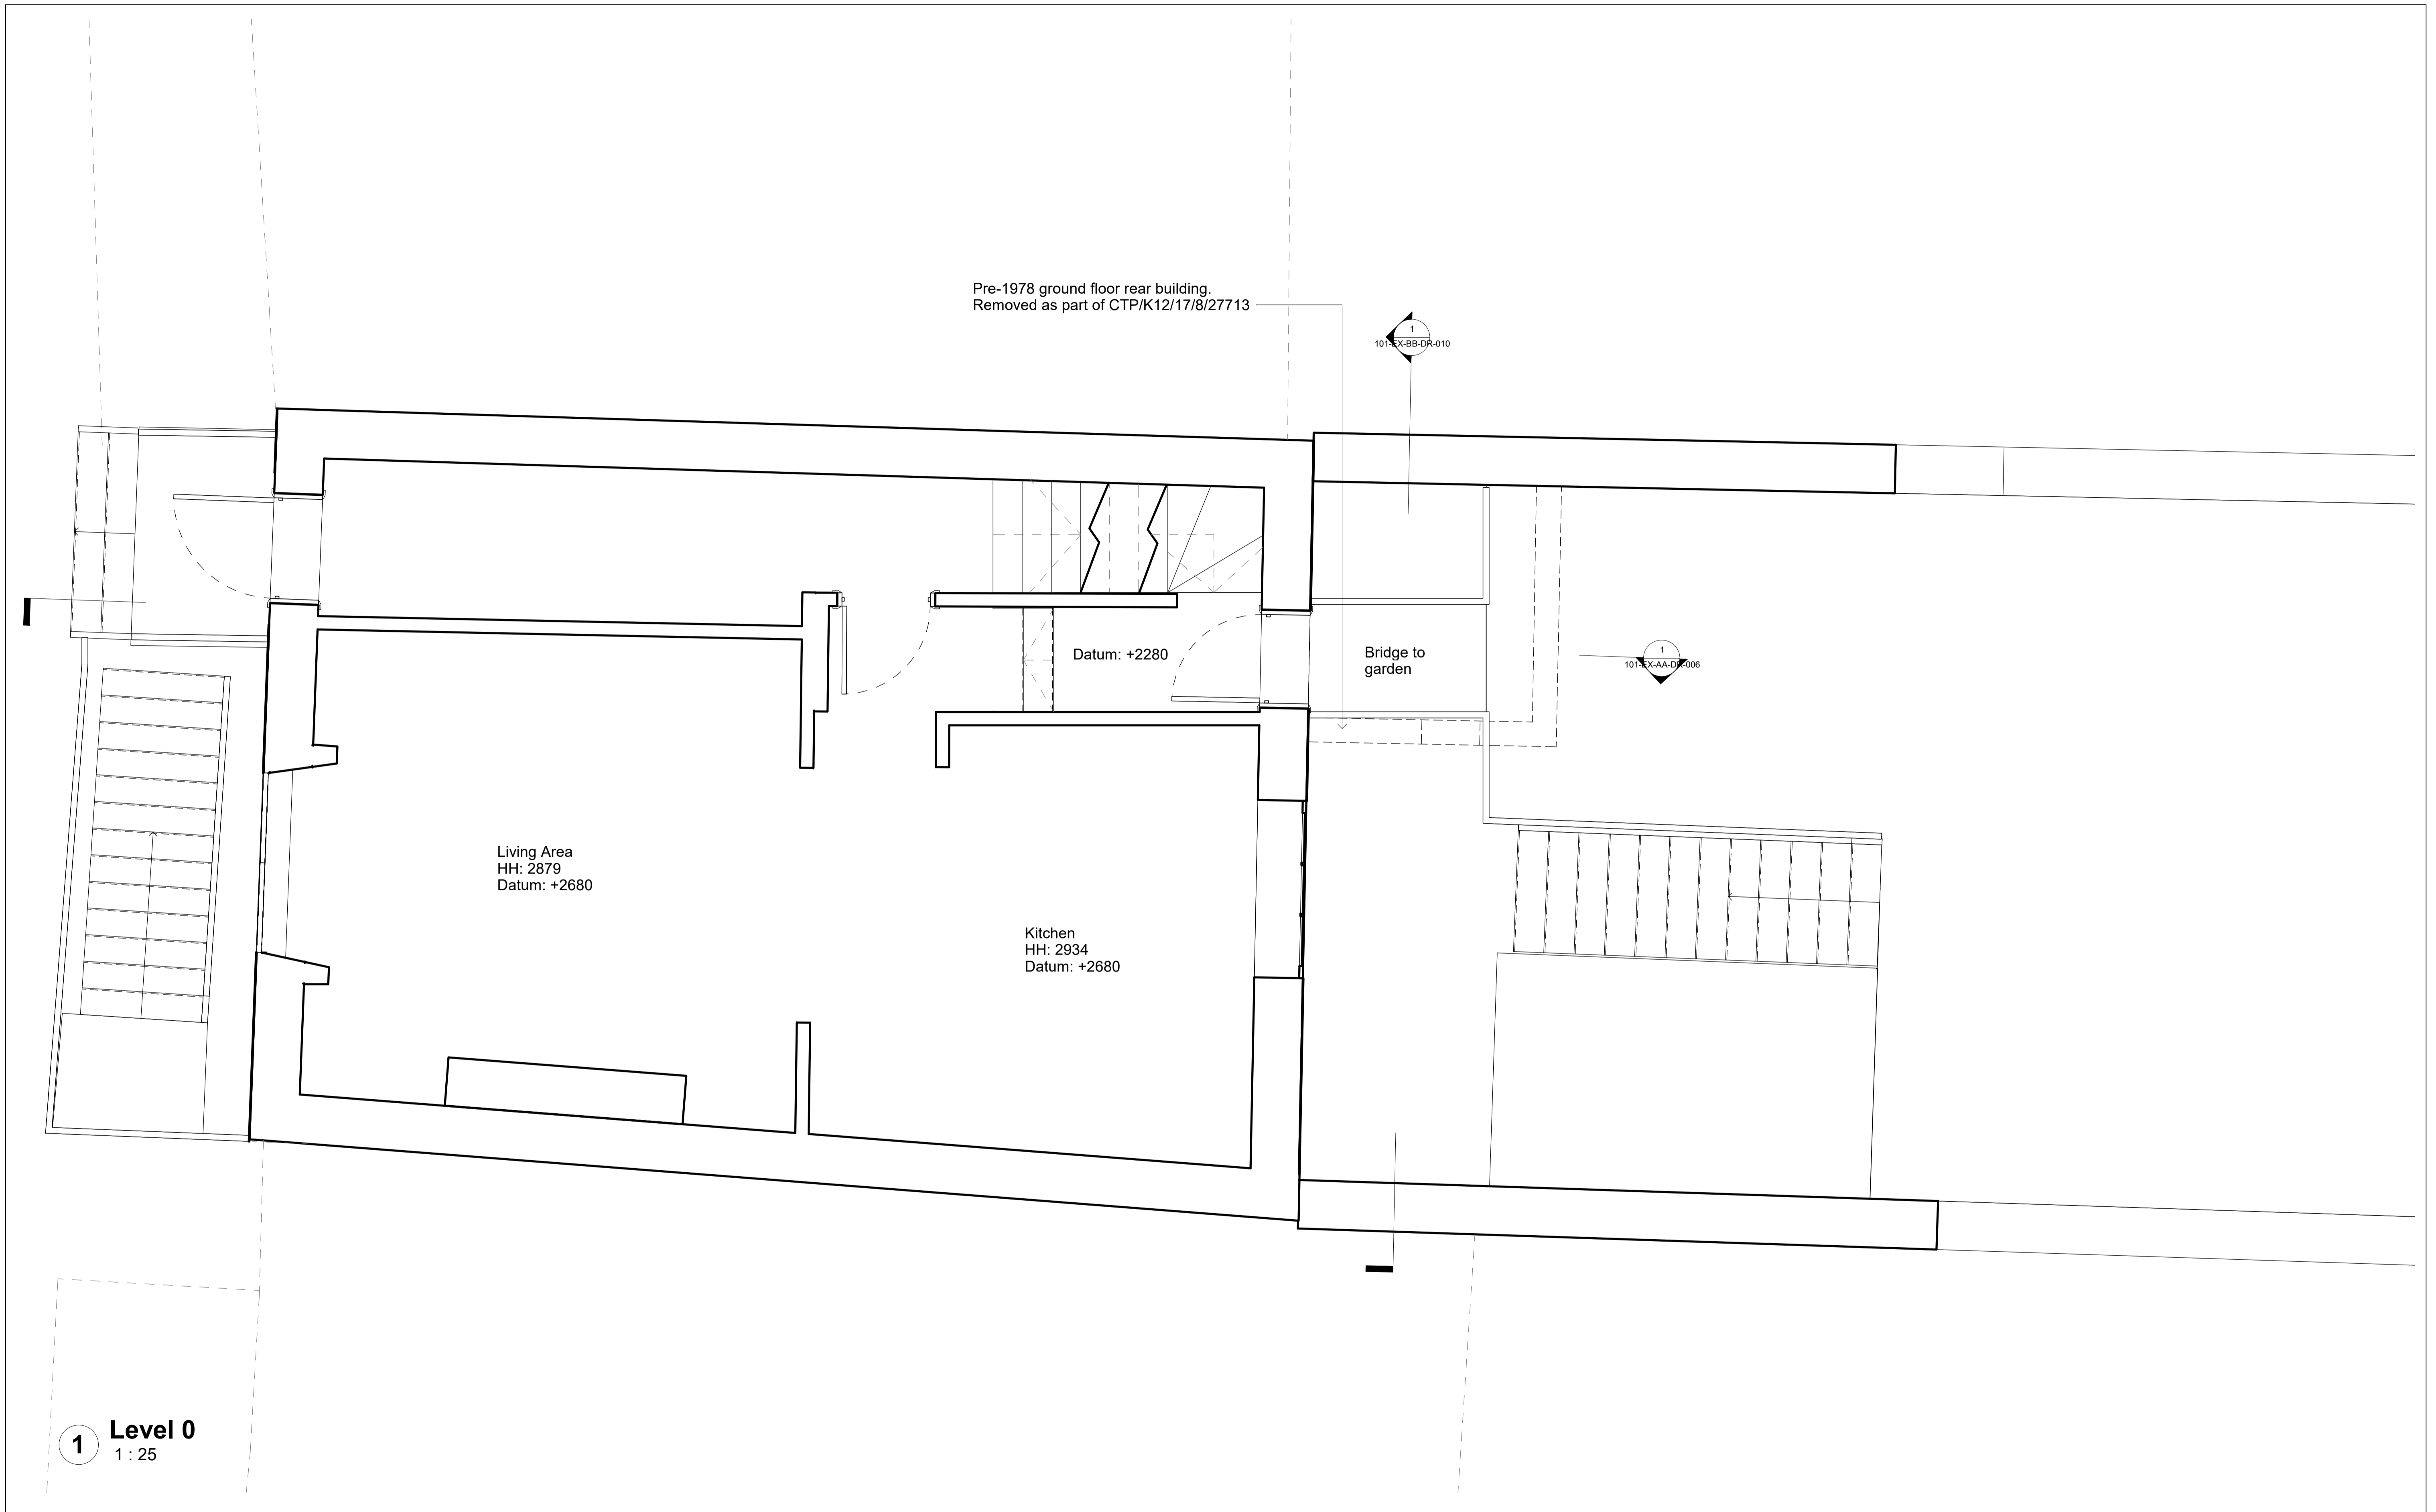 Pre-1978 ground floor rear building.
Removed as part of CTP/K12/17/8/27713
1
101-EX-BB-DR-010
Datum: +2280
Bridge to
garden
1
101-EX-AA-DR-006
Living Area
HH: 2879
Datum: +2680
Kitchen
HH: 2934
Datum: +2680
1
Level 0
1 : 25